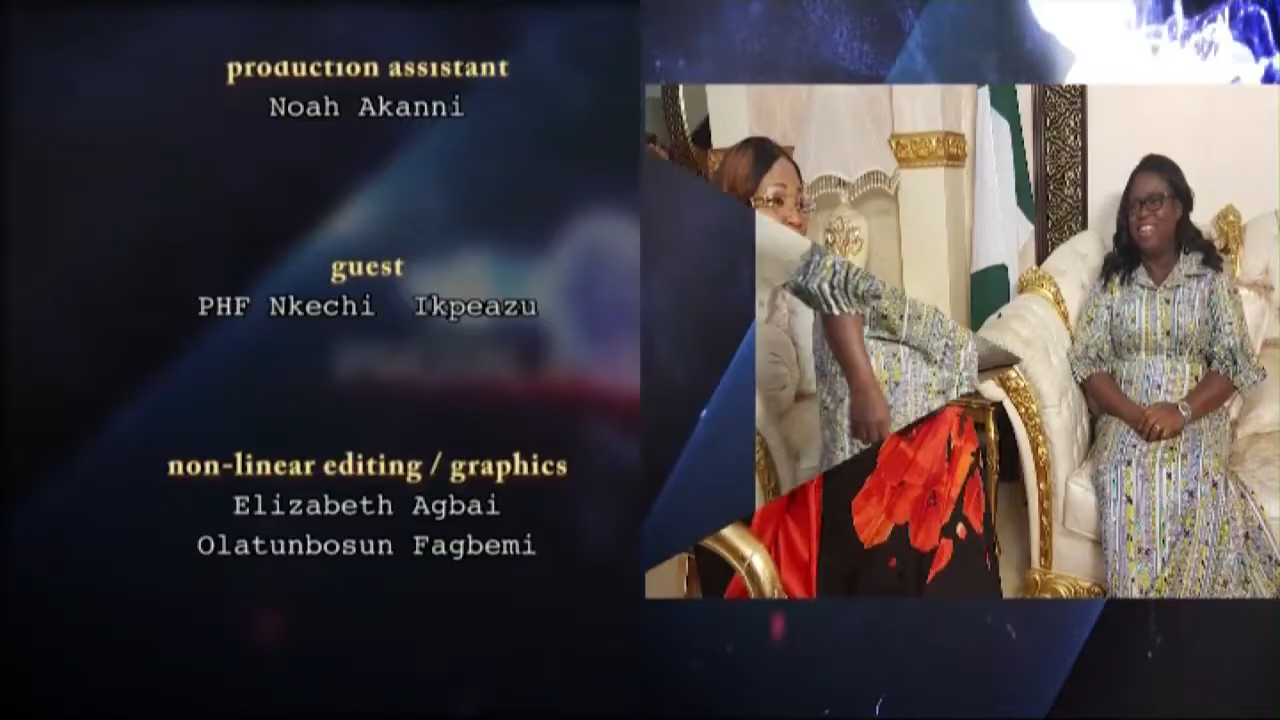 production assistant
Noah Akanni
guest
PHF Nkechi Ikpeazu
non-linear editing / graphics
Elizabeth Agbai
Olatunbosun Fagbemi